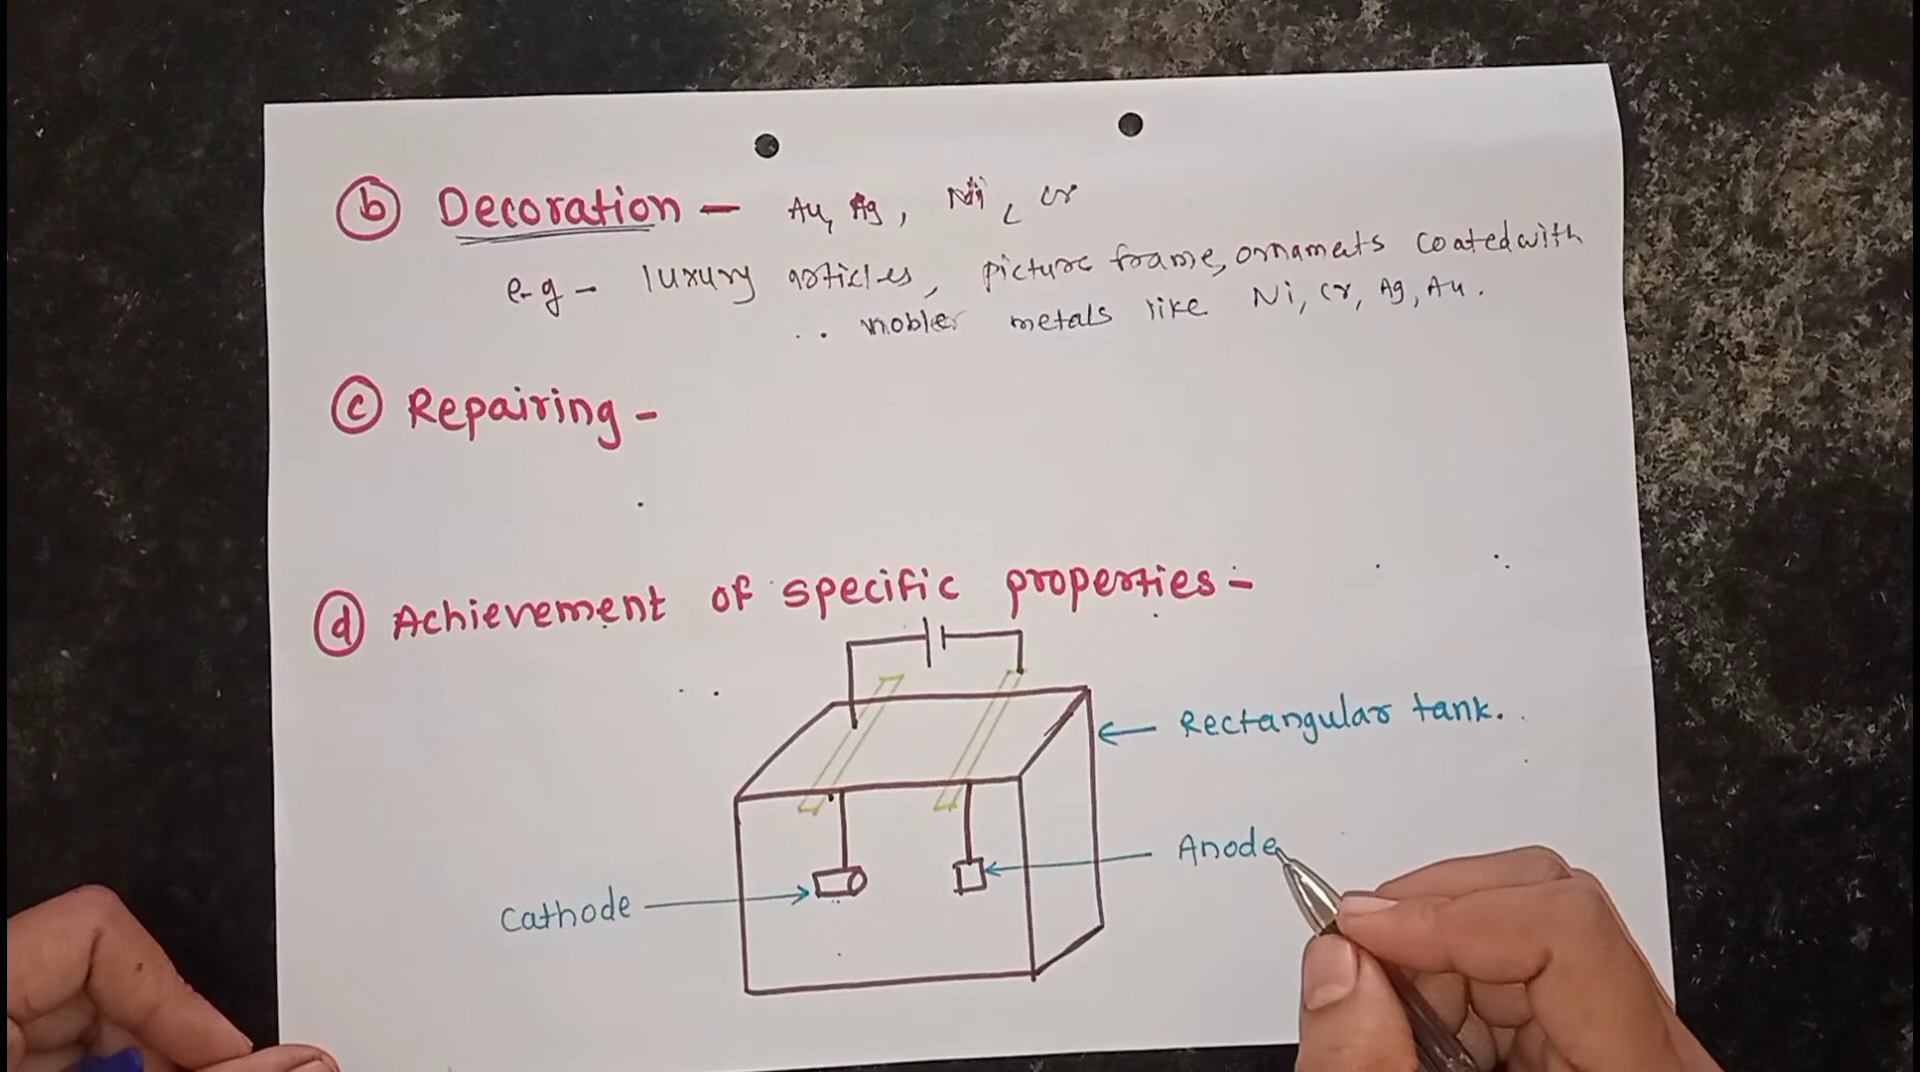 b Decoration - Au, Ag, Ni, Cr
e.g - luxury articles, picture frame, ornamets coated with
nobler metals like Ni, Cr, Ag, Au.
c Repairing -
d Achievement of specific properties -
Rectangular tank.
Anode
Cathode